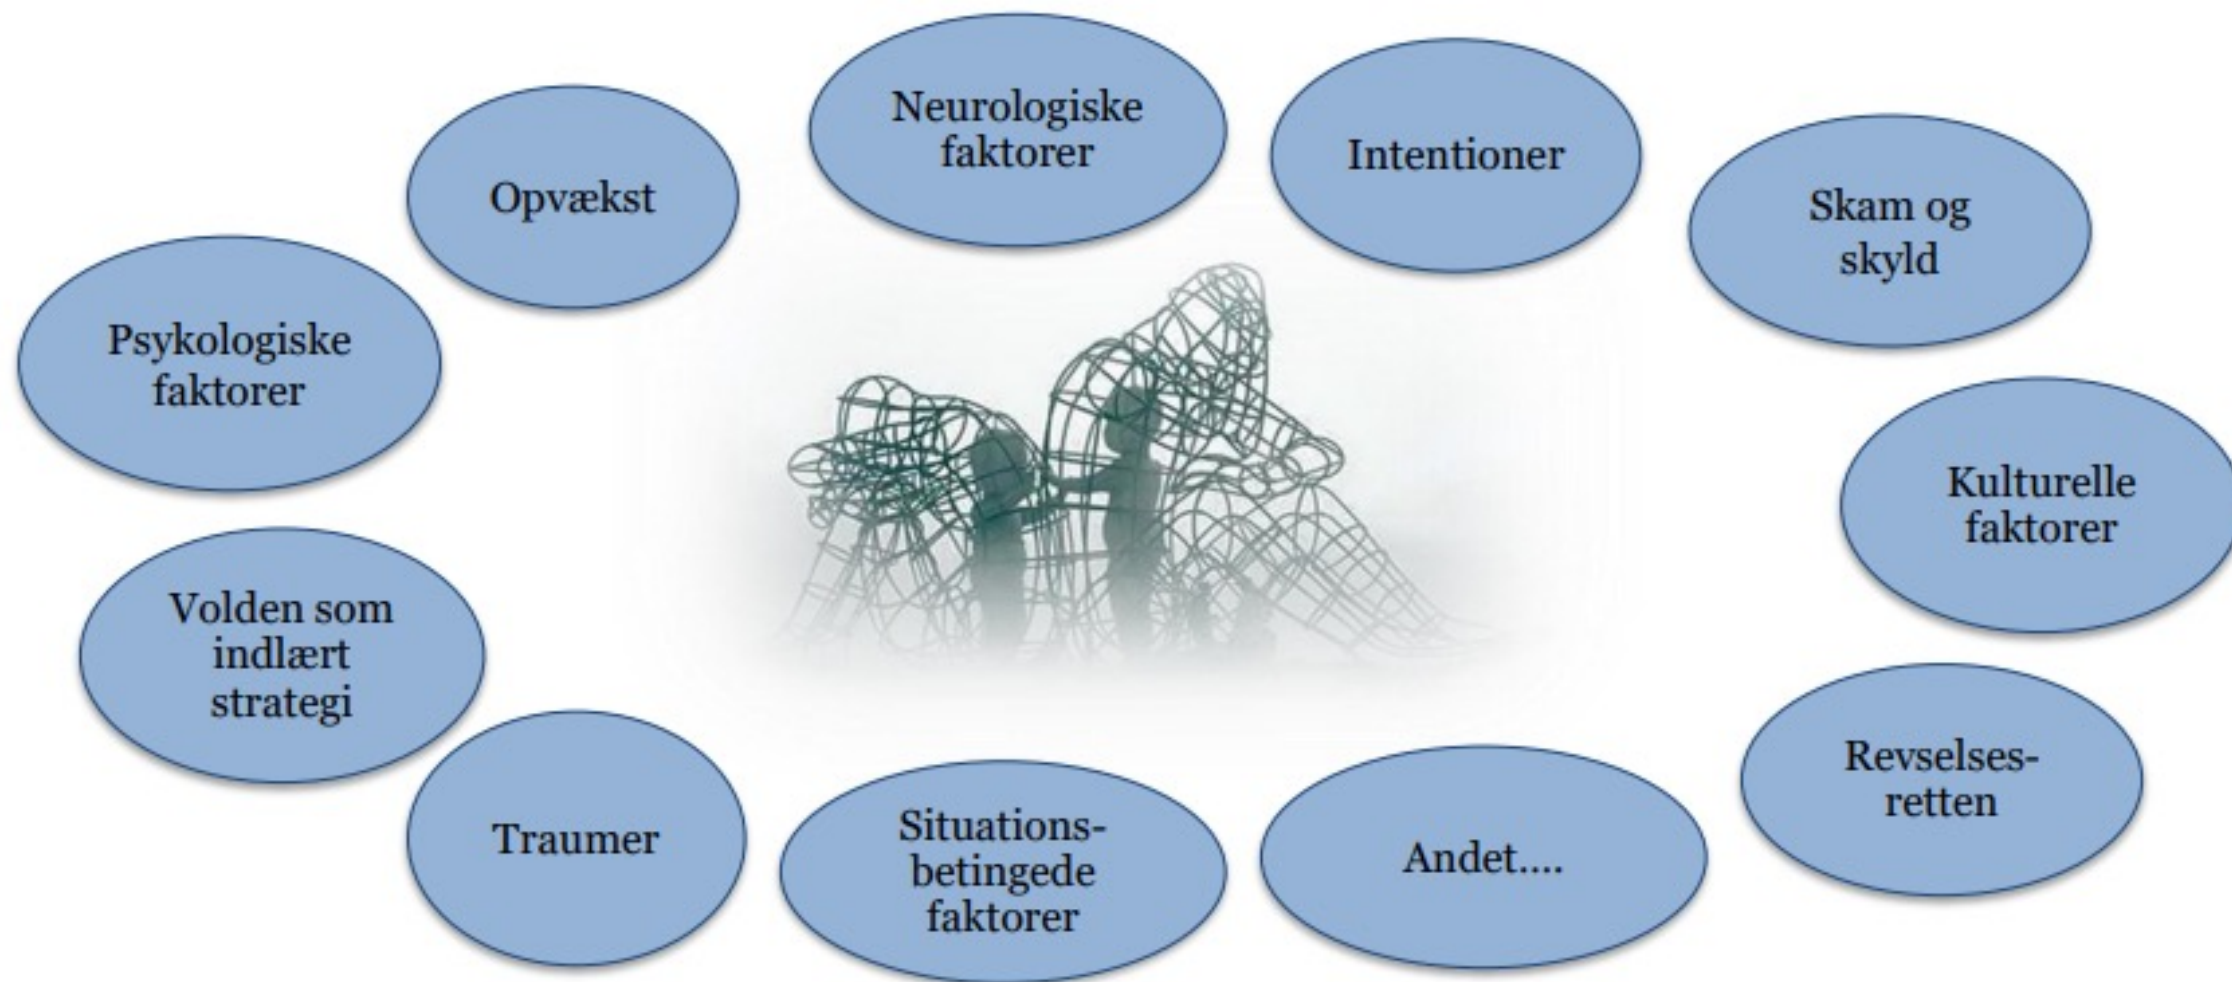 Neurologiske
faktorer
Intentioner
Opvækst
Skam og
skyld
Psykologiske
faktorer
Kulturelle
faktorer
Volden som
indlært
strategi
Revselses-
retten
Traumer
Situations-
betingede
faktorer
Andet....